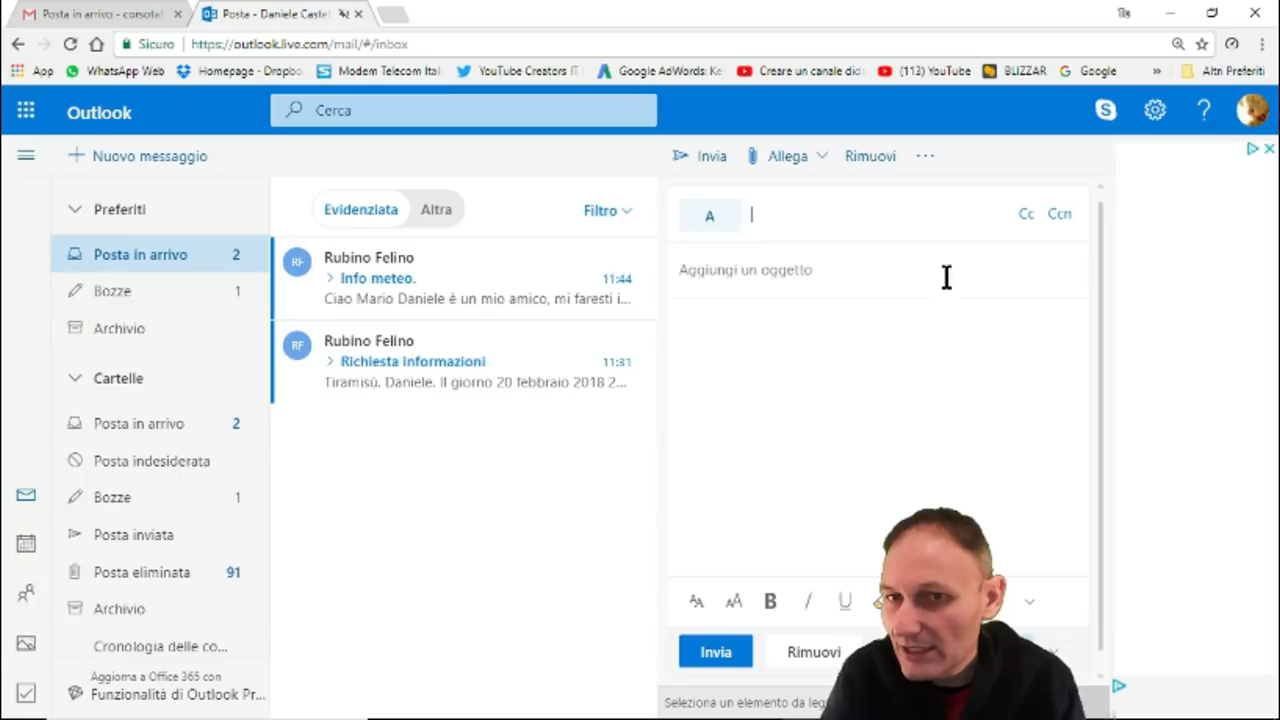 Posta in arrivo - corsotal
Posta - Daniele Castel
Sicuro
https://outlook.live.com/mail/#/inbox
App
WhatsApp Web
Homepage - Dropbo
Modem Telecom Ital
YouTube Creators IT
Google AdWords: Ke
Creare un canale did
(113) YouTube
BLIZZAR
Google
»
Altri Preferiti
Outlook
Cerca
Nuovo messaggio
Invia
Allega
Rimuovi
Preferiti
Posta in arrivo 2
Bozze 1
Archivio
Cartelle
Posta in arrivo 2
Posta indesiderata
Bozze 1
Posta inviata
Posta eliminata 91
Archivio
Cronologia delle co...
Aggiorna a Office 365 con
Funzionalità di Outlook Pr...
Evidenziata
Altra
Filtro
RF
Rubino Felino
Info meteo. 11:44
Ciao Mario Daniele è un mio amico, mi faresti i...
RF
Rubino Felino
Richiesta informazioni 11:31
Tiramisù. Daniele. Il giorno 20 febbraio 2018 2...
A
Cc Ccn
Aggiungi un oggetto
B
Invia
Rimuovi
Seleziona un elemento da leg